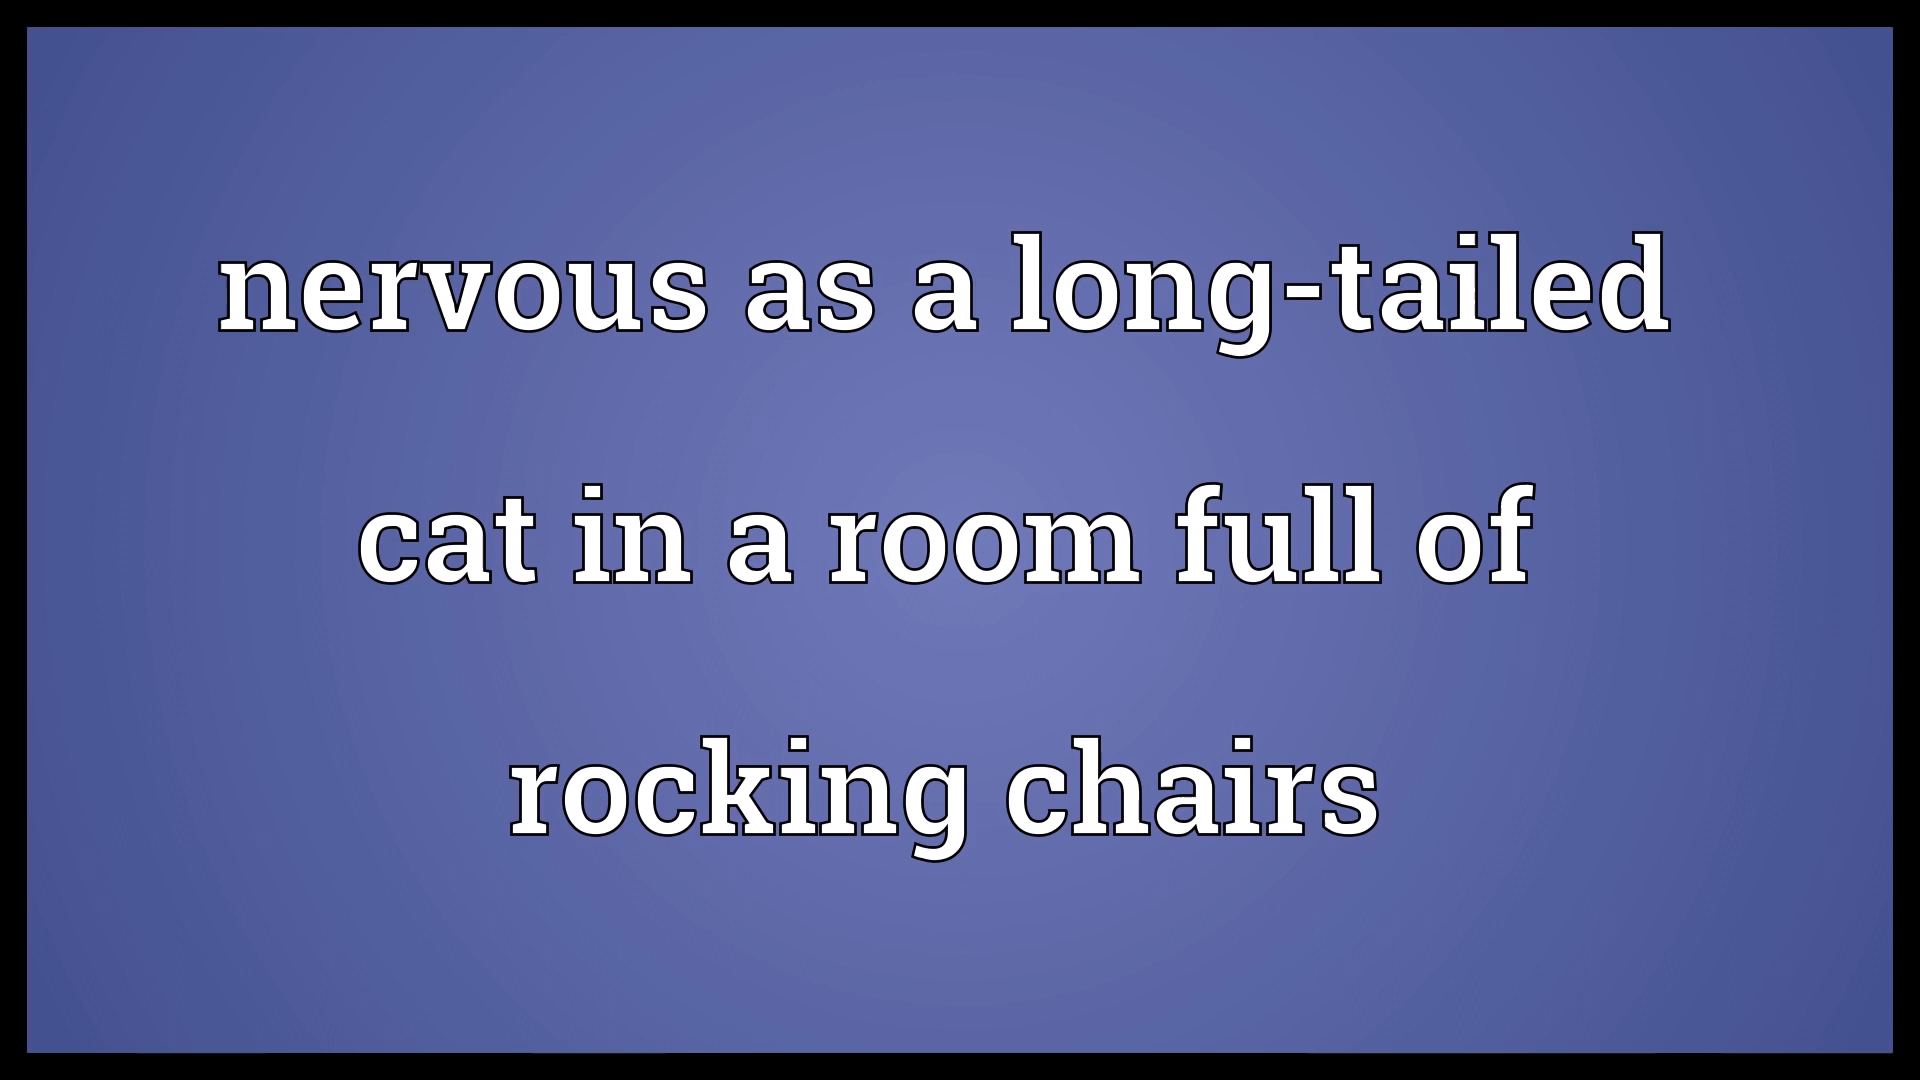 nervous as a long-tailed
cat in a room full of
rocking chairs